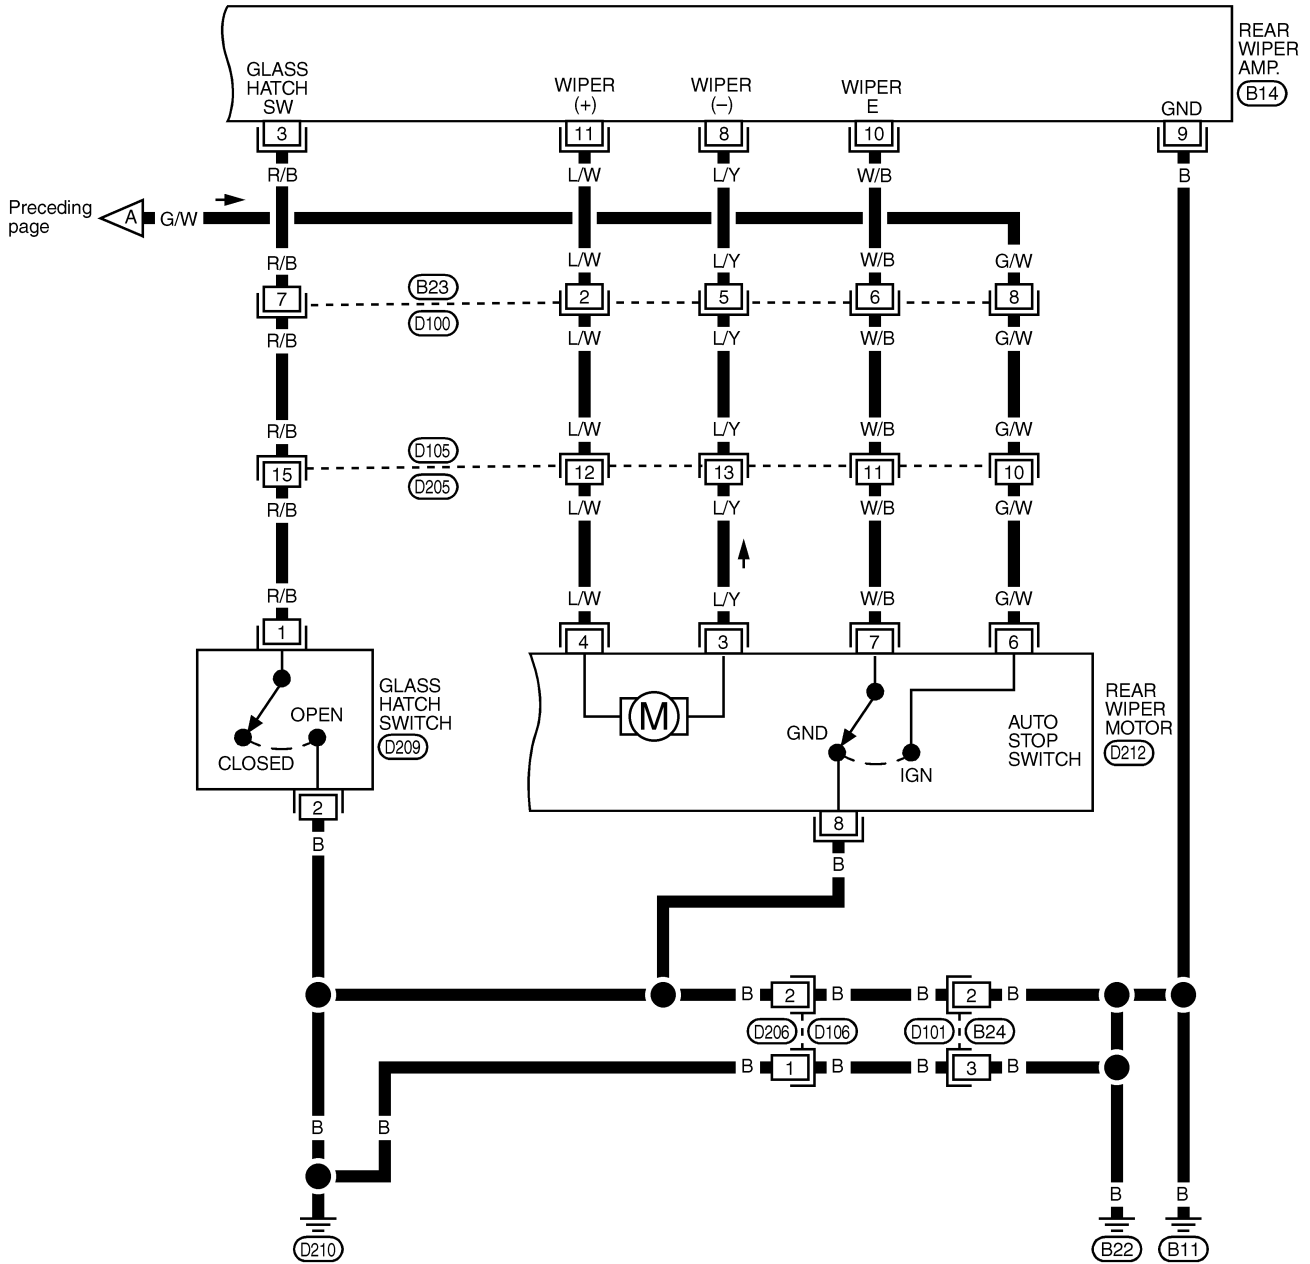 REAR
WIPER
AMP.
B14
GLASS
HATCH
SW
WIPER
(+)
WIPER
(–)
WIPER
E
GND
3
11
8
10
9
R/B
L/W
L/Y
W/B
B
Preceding
page
A
G/W
R/B
L/W
L/Y
W/B
G/W
7
B23
D100
2
5
6
8
R/B
L/W
L/Y
W/B
G/W
R/B
L/W
L/Y
W/B
G/W
15
D105
D205
12
13
11
10
R/B
L/W
L/Y
W/B
G/W
R/B
L/W
L/Y
W/B
G/W
1
4
3
7
6
GLASS
HATCH
SWITCH
D209
OPEN
CLOSED
2
M
GND
IGN
AUTO
STOP
SWITCH
REAR
WIPER
MOTOR
D212
8
B
B
B
2
B
B
2
B
D206
D106
D101
B24
B
1
B
B
3
B
B
B
B
B
D210
B22
B11